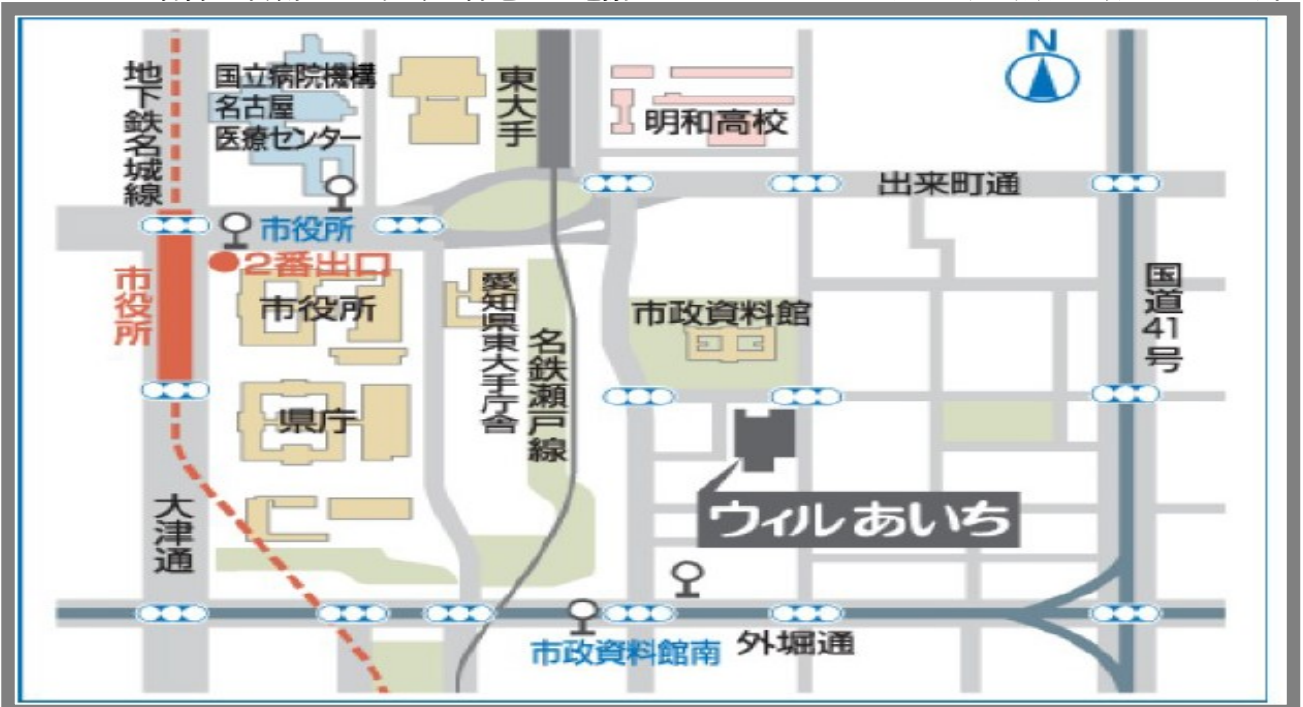 N
地下鉄名城線
国立病院機構
名古屋
医療センター
東大手
明和高校
出来町通
市役所
2番出口
市役所
市役所
愛知県東大手庁舎
名鉄瀬戸線
市政資料館
国道41号
県庁
大津通
ウィルあいち
市政資料館南
外堀通